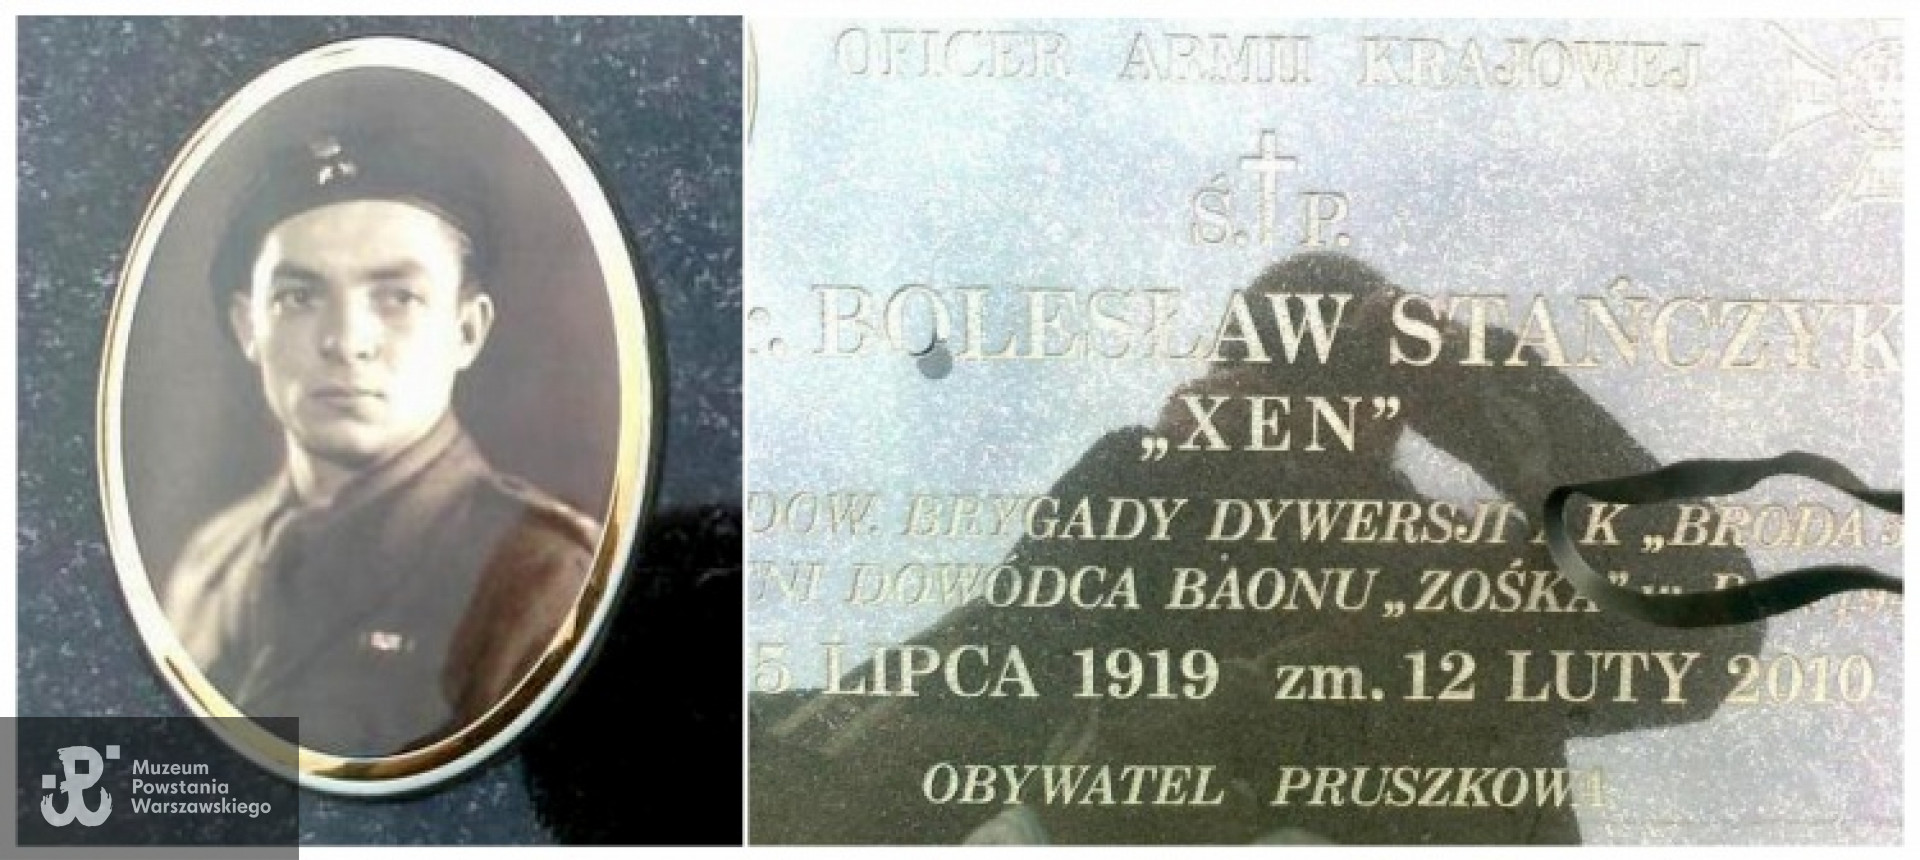 OFICER ARMII KRAJOWEJ
Ś. P.
BOLESŁAW STAŃCZYK
„XEN”
DOW. BRYGADY DYWERSJI K „BRODA
DOWÓDCA BAONU „ZOŚKA”
5 LIPCA 1919 zm. 12 LUTY 2010
OBYWATEL PRUSZKOWA
Muzeum
Powstania
Warszawskiego